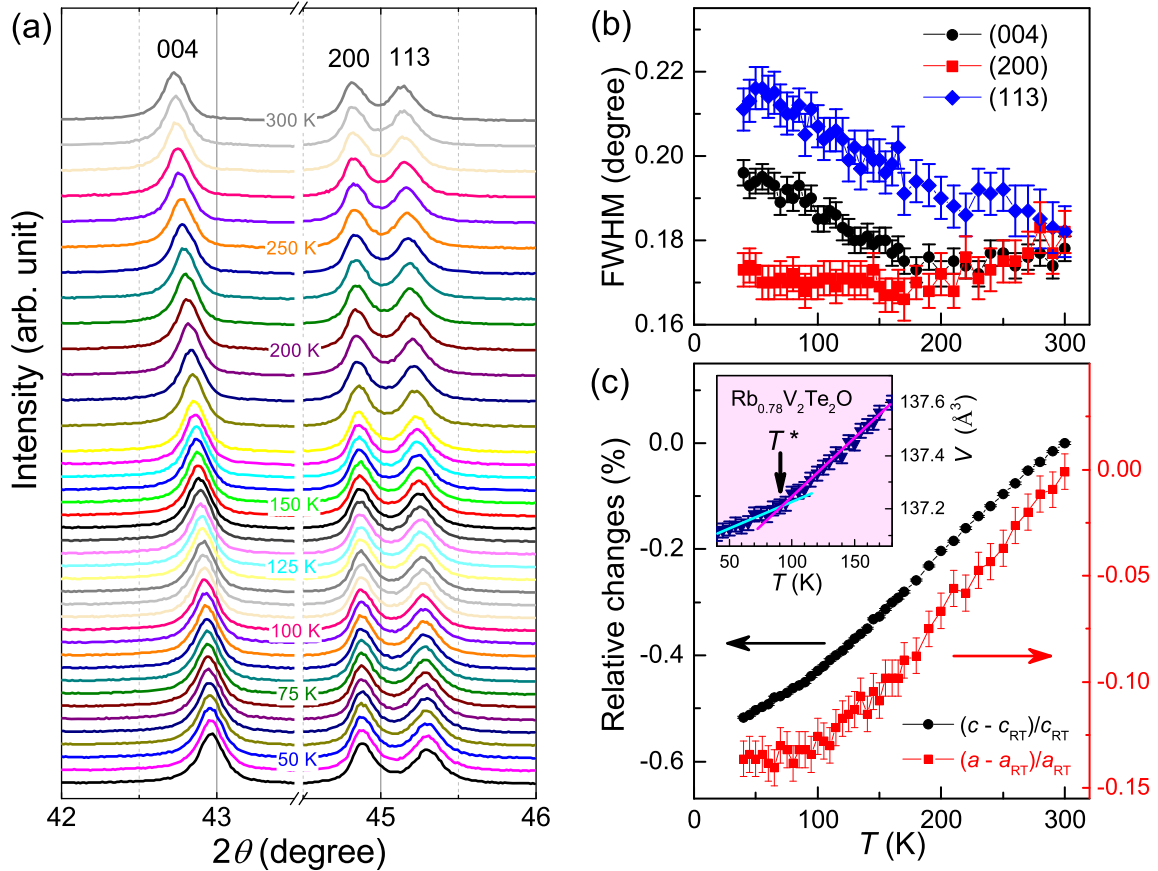 (a)
004
200
113
300 K
250 K
200 K
150 K
125 K
100 K
75 K
50 K
Intensity (arb. unit)
42
43
45
46
2θ (degree)
(b)
(004)
(200)
(113)
FWHM (degree)
0.22
0.20
0.18
0.16
0
100
200
300
(c)
Rb0.78V2Te2O
T*
137.6
137.4
137.2
V (Å3)
50
100
150
T (K)
Relative changes (%)
0.0
-0.2
-0.4
-0.6
0.00
-0.05
-0.10
-0.15
(c - cRT)/cRT
(a - aRT)/aRT
0
100
200
300
T (K)